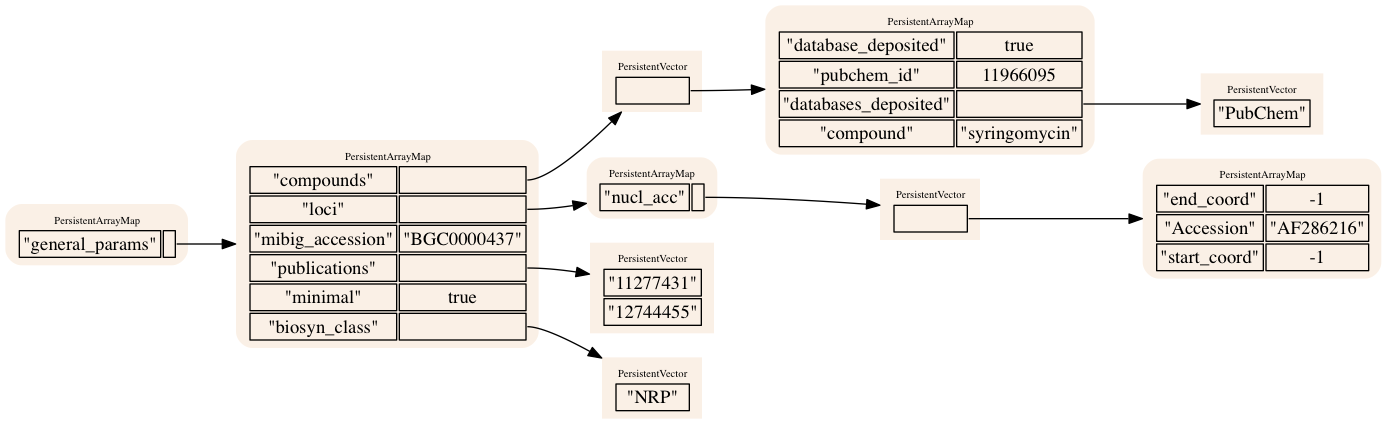 PersistentArrayMap
"general_params"
PersistentArrayMap
"compounds"
"loci"
"mibig_accession" "BGC0000437"
"publications"
"minimal" true
"biosyn_class"
PersistentVector
PersistentArrayMap
"database_deposited" true
"pubchem_id" 11966095
"databases_deposited"
"compound" "syringomycin"
PersistentVector
"PubChem"
PersistentArrayMap
"nucl_acc"
PersistentVector
PersistentArrayMap
"end_coord" -1
"Accession" "AF286216"
"start_coord" -1
PersistentVector
"11277431"
"12744455"
PersistentVector
"NRP"